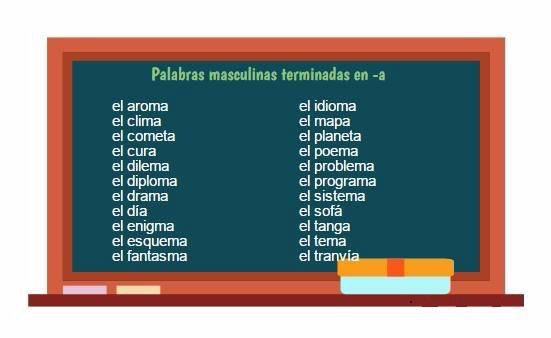 Palabras masculinas terminadas en -a
el aroma
el clima
el cometa
el cura
el dilema
el diploma
el drama
el día
el enigma
el esquema
el fantasma
el idioma
el mapa
el planeta
el poema
el problema
el programa
el sistema
el sofá
el tanga
el tema
el tranvía